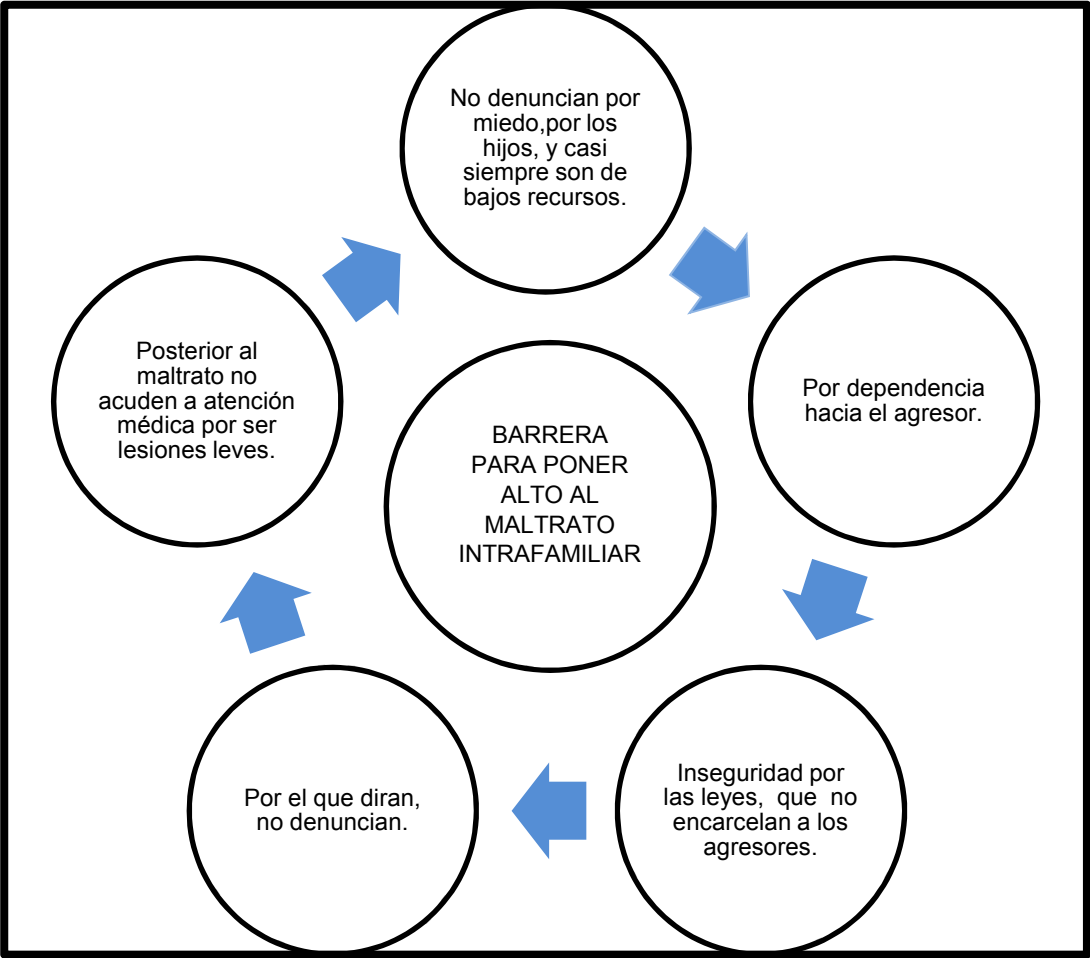 No denuncian por
miedo,por los
hijos, y casi
siempre son de
bajos recursos.
Por dependencia
hacia el agresor.
Inseguridad por
las leyes, que no
encarcelan a los
agresores.
Por el que diran,
no denuncian.
Posterior al
maltrato no
acuden a atención
médica por ser
lesiones leves.
BARRERA
PARA PONER
ALTO AL
MALTRATO
INTRAFAMILIAR